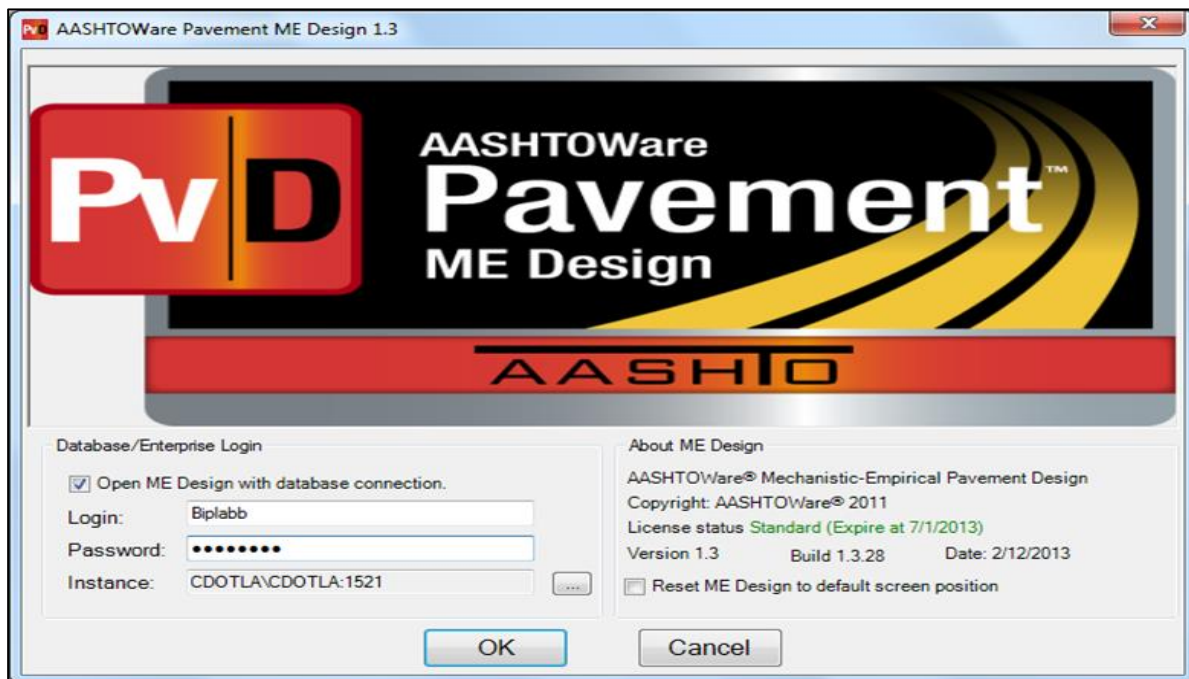 PvD AASHTOWare Pavement ME Design 1.3
PvD
AASHTOWare
Pavement™
ME Design
AASHTO
Database/Enterprise Login
Open ME Design with database connection.
Login: Biplabb
Password: ●●●●●●●●
Instance: CDOTLA\CDOTLA:1521 ...
About ME Design
AASHTOWare® Mechanistic-Empirical Pavement Design
Copyright: AASHTOWare® 2011
License status Standard (Expire at 7/1/2013)
Version 1.3 Build 1.3.28 Date: 2/12/2013
Reset ME Design to default screen position
OK Cancel